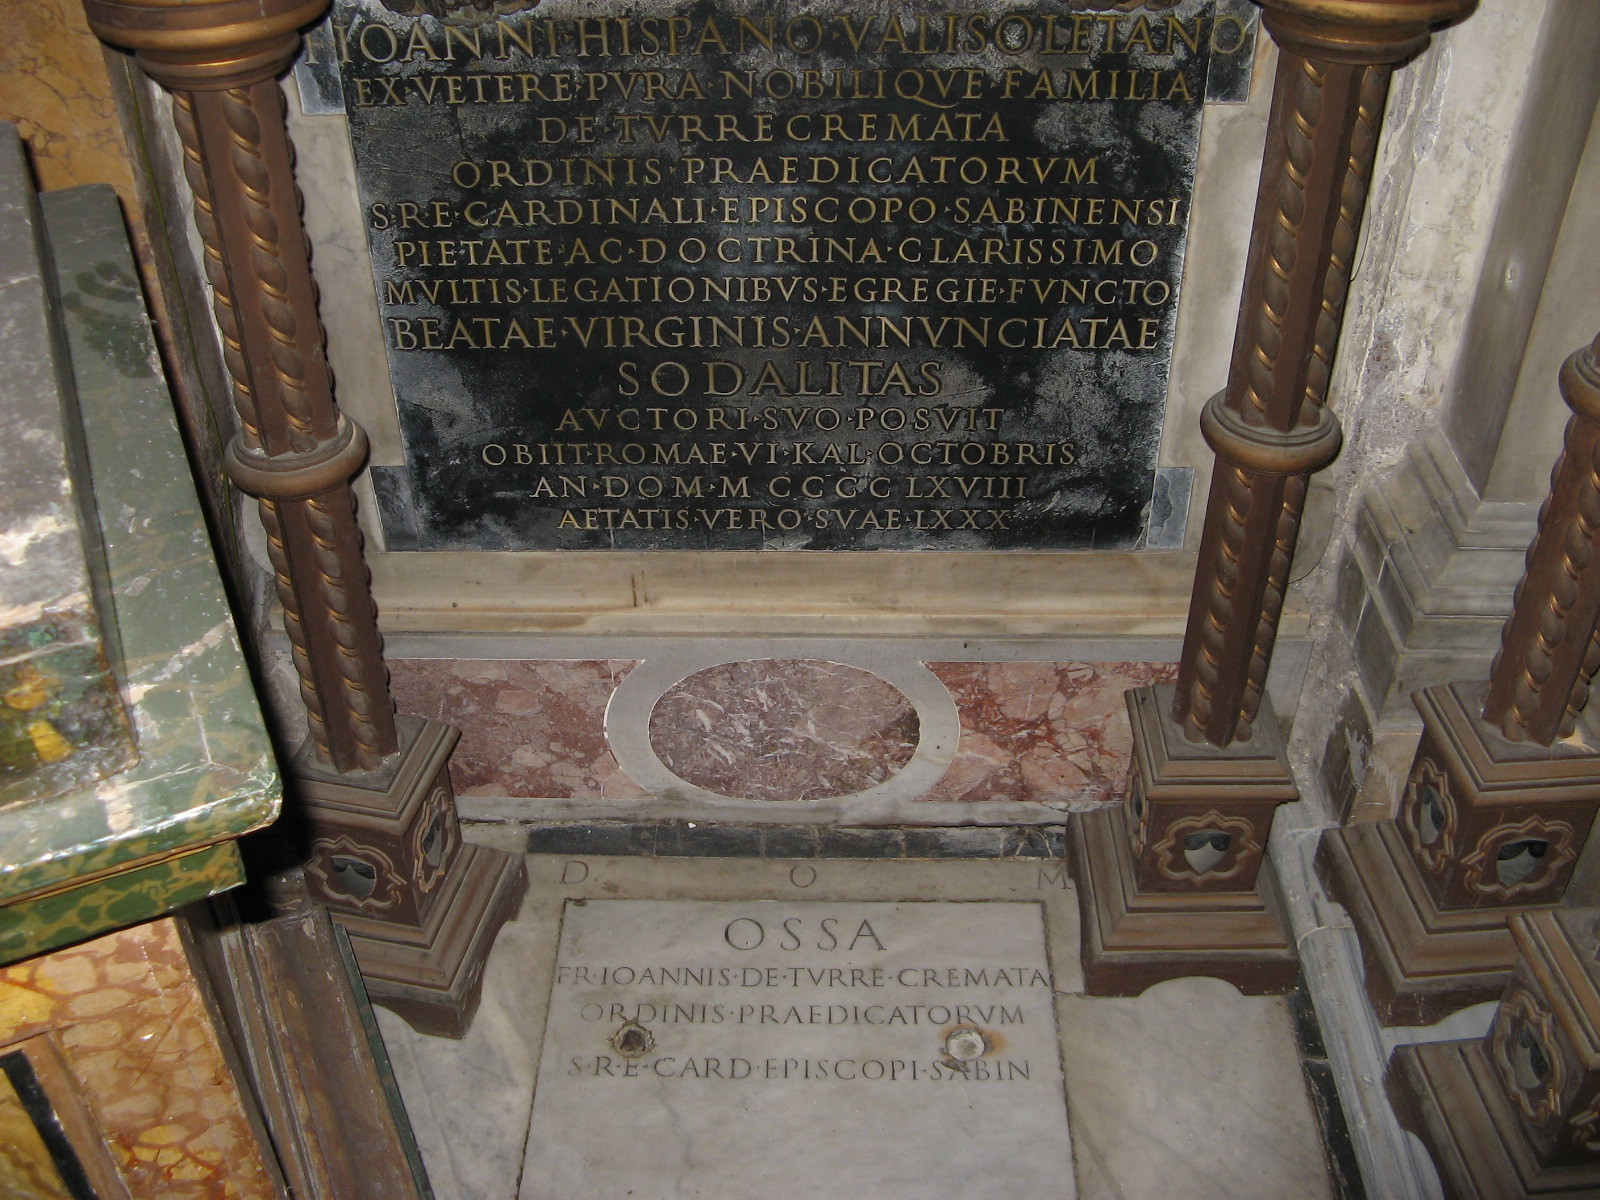 F IOANNI·HISPANO·VALISOLETANO
EX·VETERE·PVRA·NOBILIQVE·FAMILIA
DE·TVRRECREMATA
ORDINIS·PRAEDICATORVM
S·R·E·CARDINALI·EPISCOPO·SABINENSI
PIETATE·AC·DOCTRINA·CLARISSIMO
MVLTIS·LEGATIONIBVS·EGREGIE·FVNCTO
BEATAE·VIRGINIS·ANNVNCIATAE
SODALITAS
AVCTORI·SVO·POSVIT
OBIIT·ROMAE·VI·KAL·OCTOBRIS
AN·DOM·M CCCC LXVIII
AETATIS·VERO·SVAE·LXXX
D. O M
OSSA
FR·IOANNIS·DE·TVRRE·CREMATA
ORDINIS·PRAEDICATORVM
S·R·E·CARD·EPISCOPI·SABIN